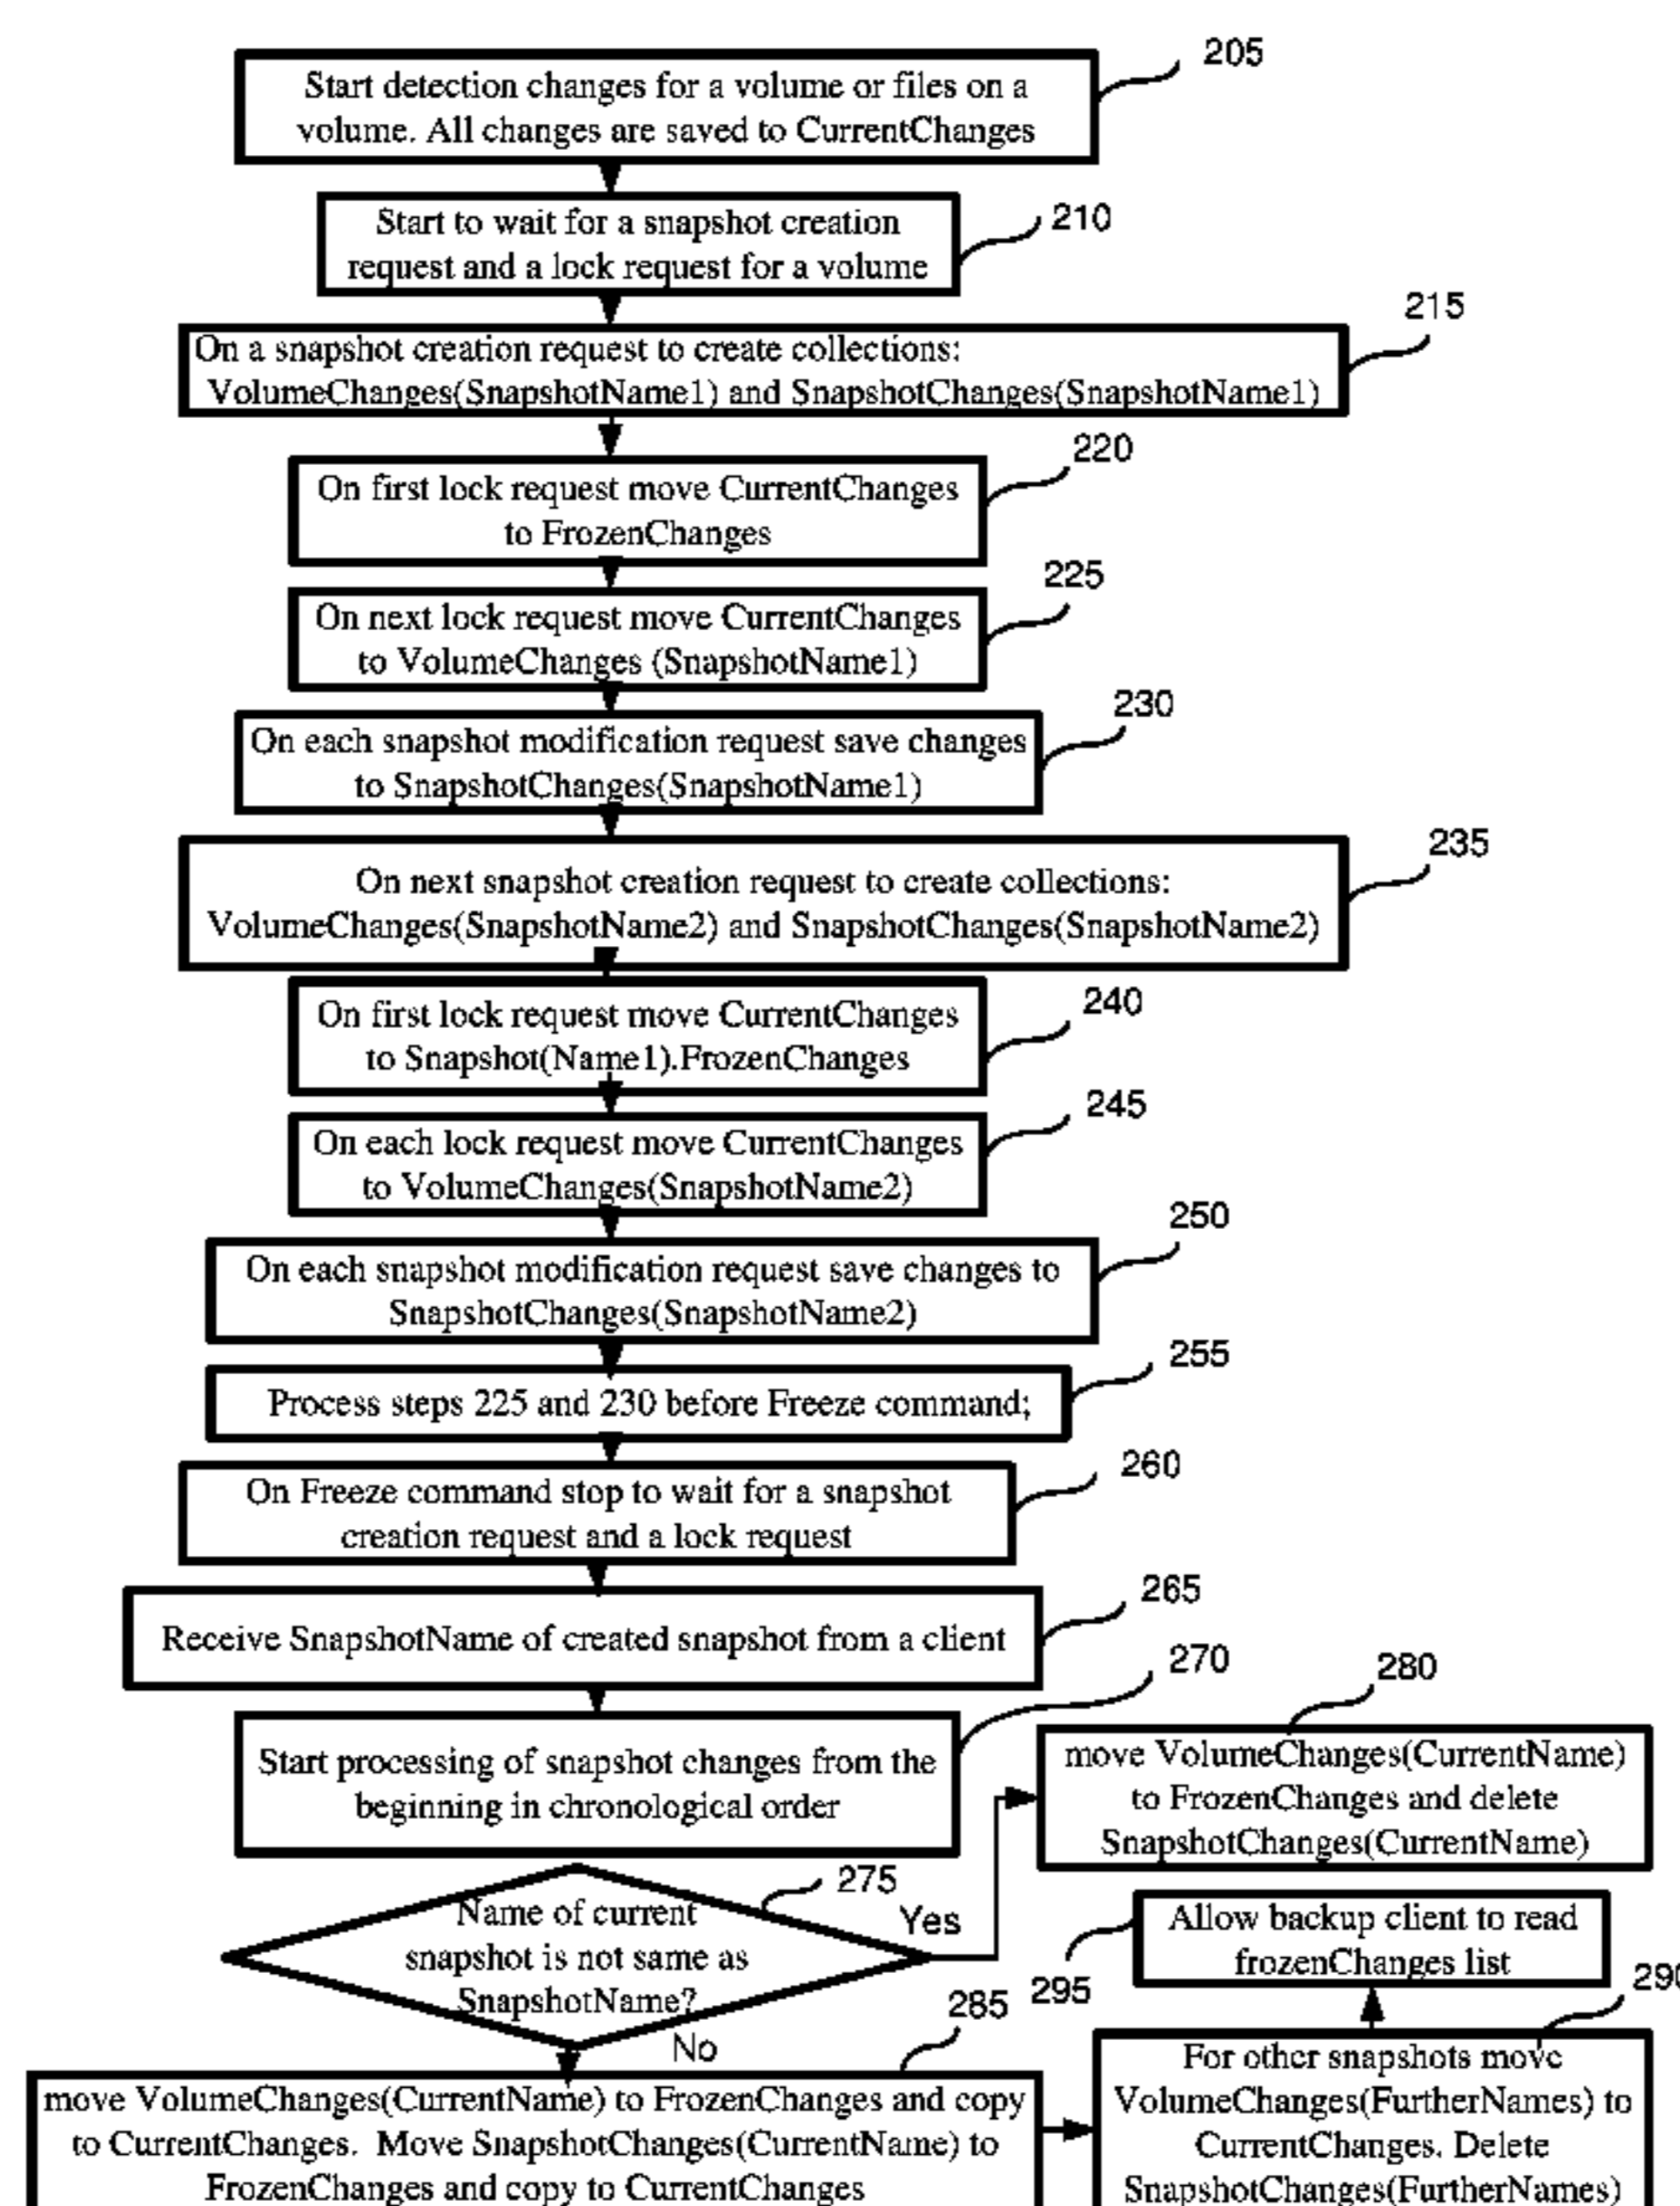 205
Start detection changes for a volume or files on a
volume. All changes are saved to CurrentChanges
210
Start to wait for a snapshot creation
request and a lock request for a volume
215
On a snapshot creation request to create collections:
VolumeChanges(SnapshotName1) and SnapshotChanges(SnapshotName1)
220
On first lock request move CurrentChanges
to FrozenChanges
225
On next lock request move CurrentChanges
to VolumeChanges (SnapshotName1)
230
On each snapshot modification request save changes
to SnapshotChanges(SnapshotName1)
235
On next snapshot creation request to create collections:
VolumeChanges(SnapshotName2) and SnapshotChanges(SnapshotName2)
240
On first lock request move CurrentChanges
to Snapshot(Name1).FrozenChanges
245
On each lock request move CurrentChanges
to VolumeChanges(SnapshotName2)
250
On each snapshot modification request save changes to
SnapshotChanges(SnapshotName2)
255
Process steps 225 and 230 before Freeze command;
260
On Freeze command stop to wait for a snapshot
creation request and a lock request
265
Receive SnapshotName of created snapshot from a client
270
Start processing of snapshot changes from the
beginning in chronological order
280
move VolumeChanges(CurrentName)
to FrozenChanges and delete
SnapshotChanges(CurrentName)
275
Name of current
snapshot is not same as
SnapshotName?
Yes
No
295
Allow backup client to read
frozenChanges list
285
move VolumeChanges(CurrentName) to FrozenChanges and copy
to CurrentChanges. Move SnapshotChanges(CurrentName) to
FrozenChanges and copy to CurrentChanges
290
For other snapshots move
VolumeChanges(FurtherNames) to
CurrentChanges. Delete
SnapshotChanges(FurtherNames)